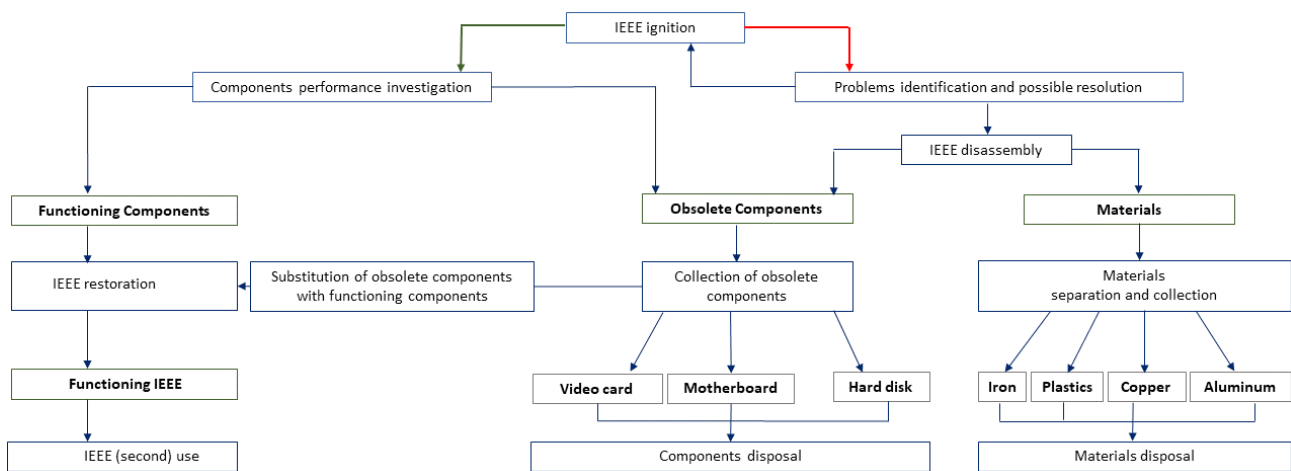 IEEE ignition
Components performance investigation
Problems identification and possible resolution
IEEE disassembly
Functioning Components
Obsolete Components
Materials
IEEE restoration
Substitution of obsolete components
with functioning components
Collection of obsolete
components
Materials
separation and collection
Functioning IEEE
Video card
Motherboard
Hard disk
Iron
Plastics
Copper
Aluminum
IEEE (second) use
Components disposal
Materials disposal